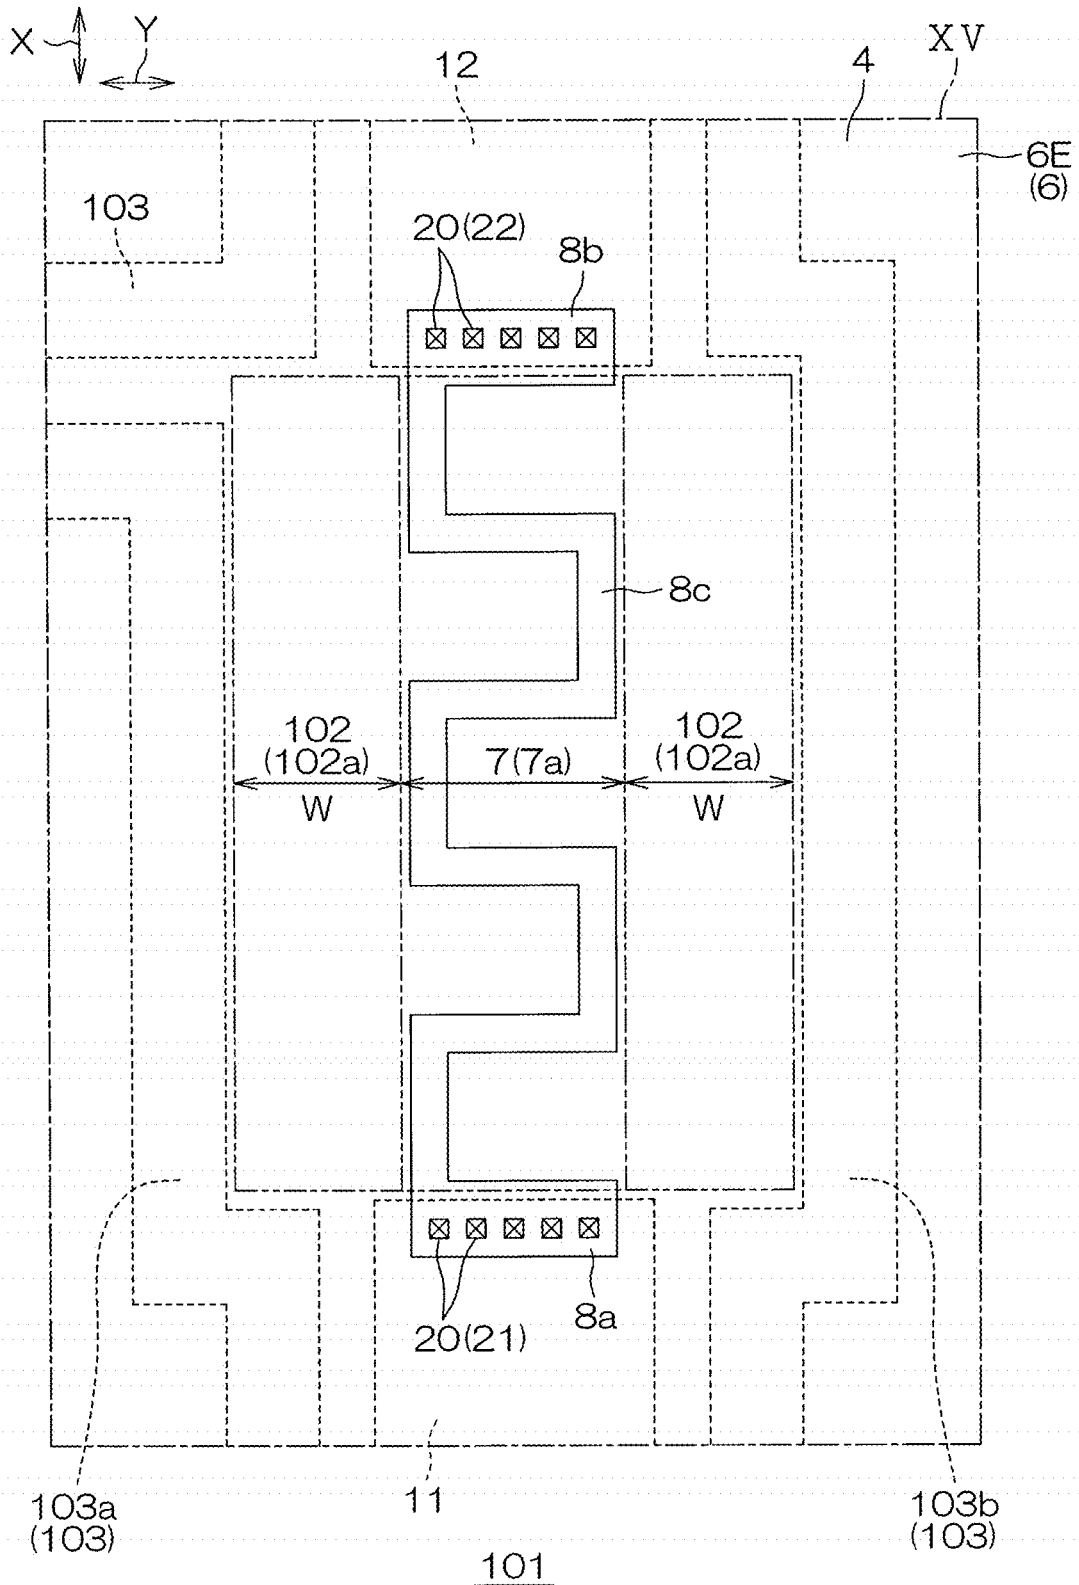 X
Y
12
4
XV
6E
(6)
103
20(22)
8b
8c
102
(102a)
W
7(7a)
102
(102a)
W
8a
20(21)
103a
(103)
11
103b
(103)
101